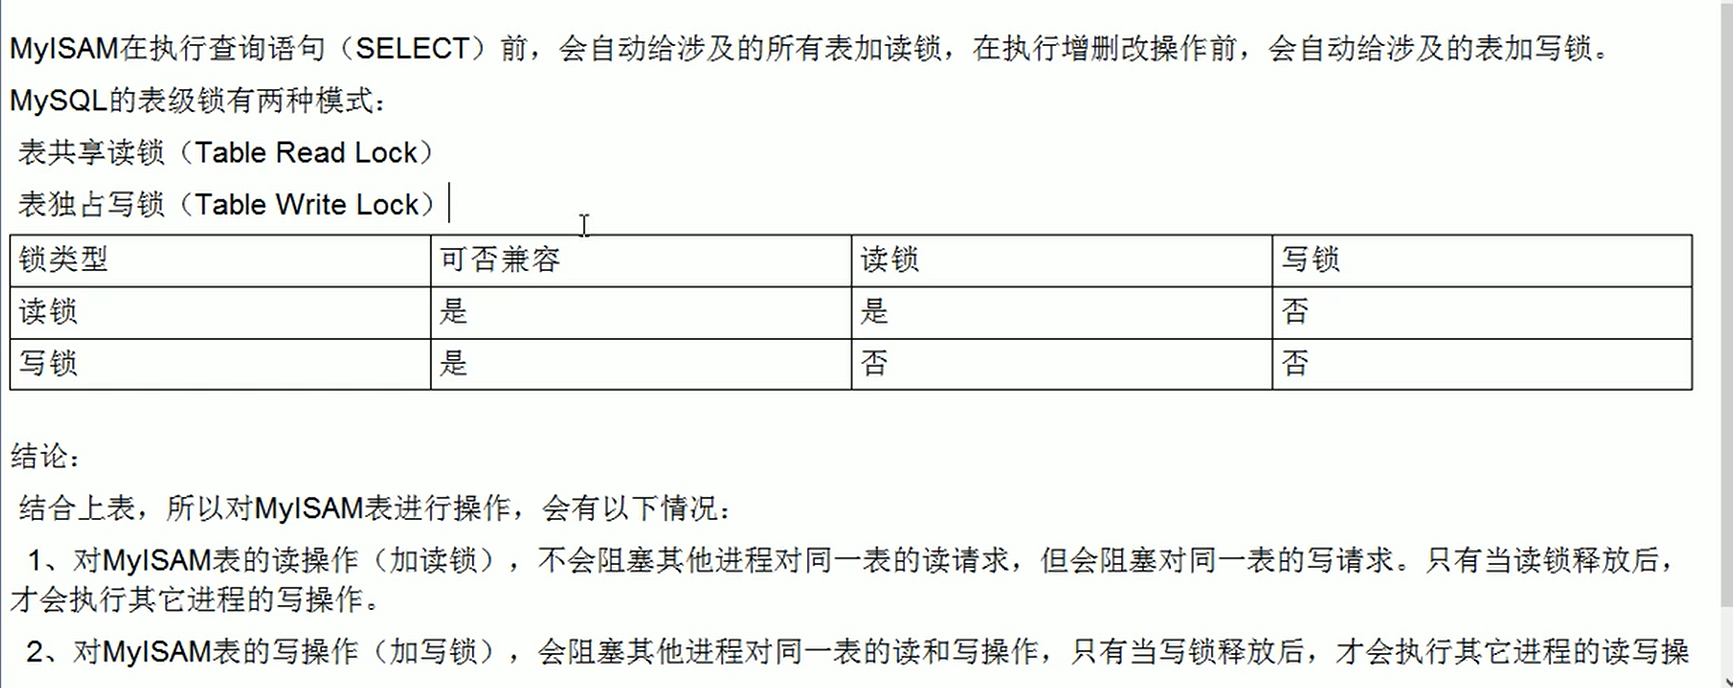 MyISAM在执行查询语句（SELECT）前，会自动给涉及的所有表加读锁，在执行增删改操作前，会自动给涉及的表加写锁。
MySQL的表级锁有两种模式：
表共享读锁（Table Read Lock）
表独占写锁（Table Write Lock）
锁类型 可否兼容 读锁 写锁
读锁 是 是 否
写锁 是 否 否
结论：
结合上表，所以对MyISAM表进行操作，会有以下情况：
1、对MyISAM表的读操作（加读锁），不会阻塞其他进程对同一表的读请求，但会阻塞对同一表的写请求。只有当读锁释放后，
才会执行其它进程的写操作。
2、对MyISAM表的写操作（加写锁），会阻塞其他进程对同一表的读和写操作，只有当写锁释放后，才会执行其它进程的读写操